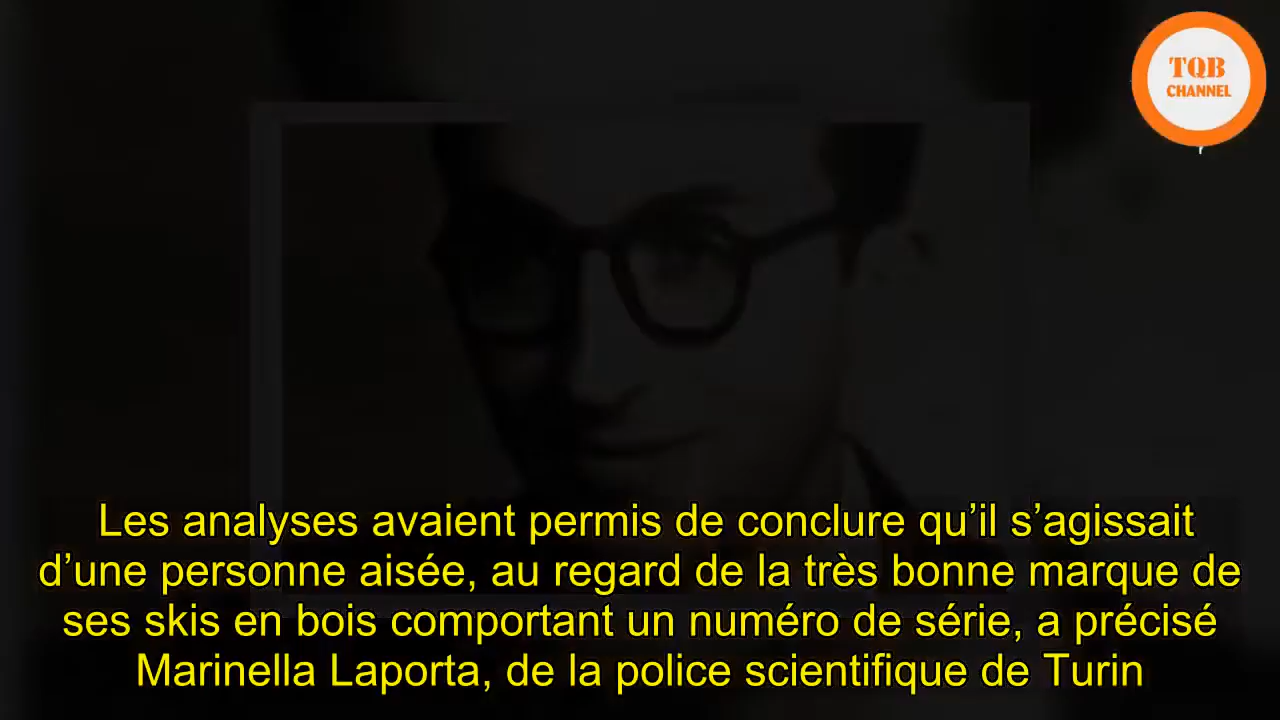 TQB
CHANNEL
Les analyses avaient permis de conclure qu’il s’agissait
d’une personne aisée, au regard de la très bonne marque de
ses skis en bois comportant un numéro de série, a précisé
Marinella Laporta, de la police scientifique de Turin